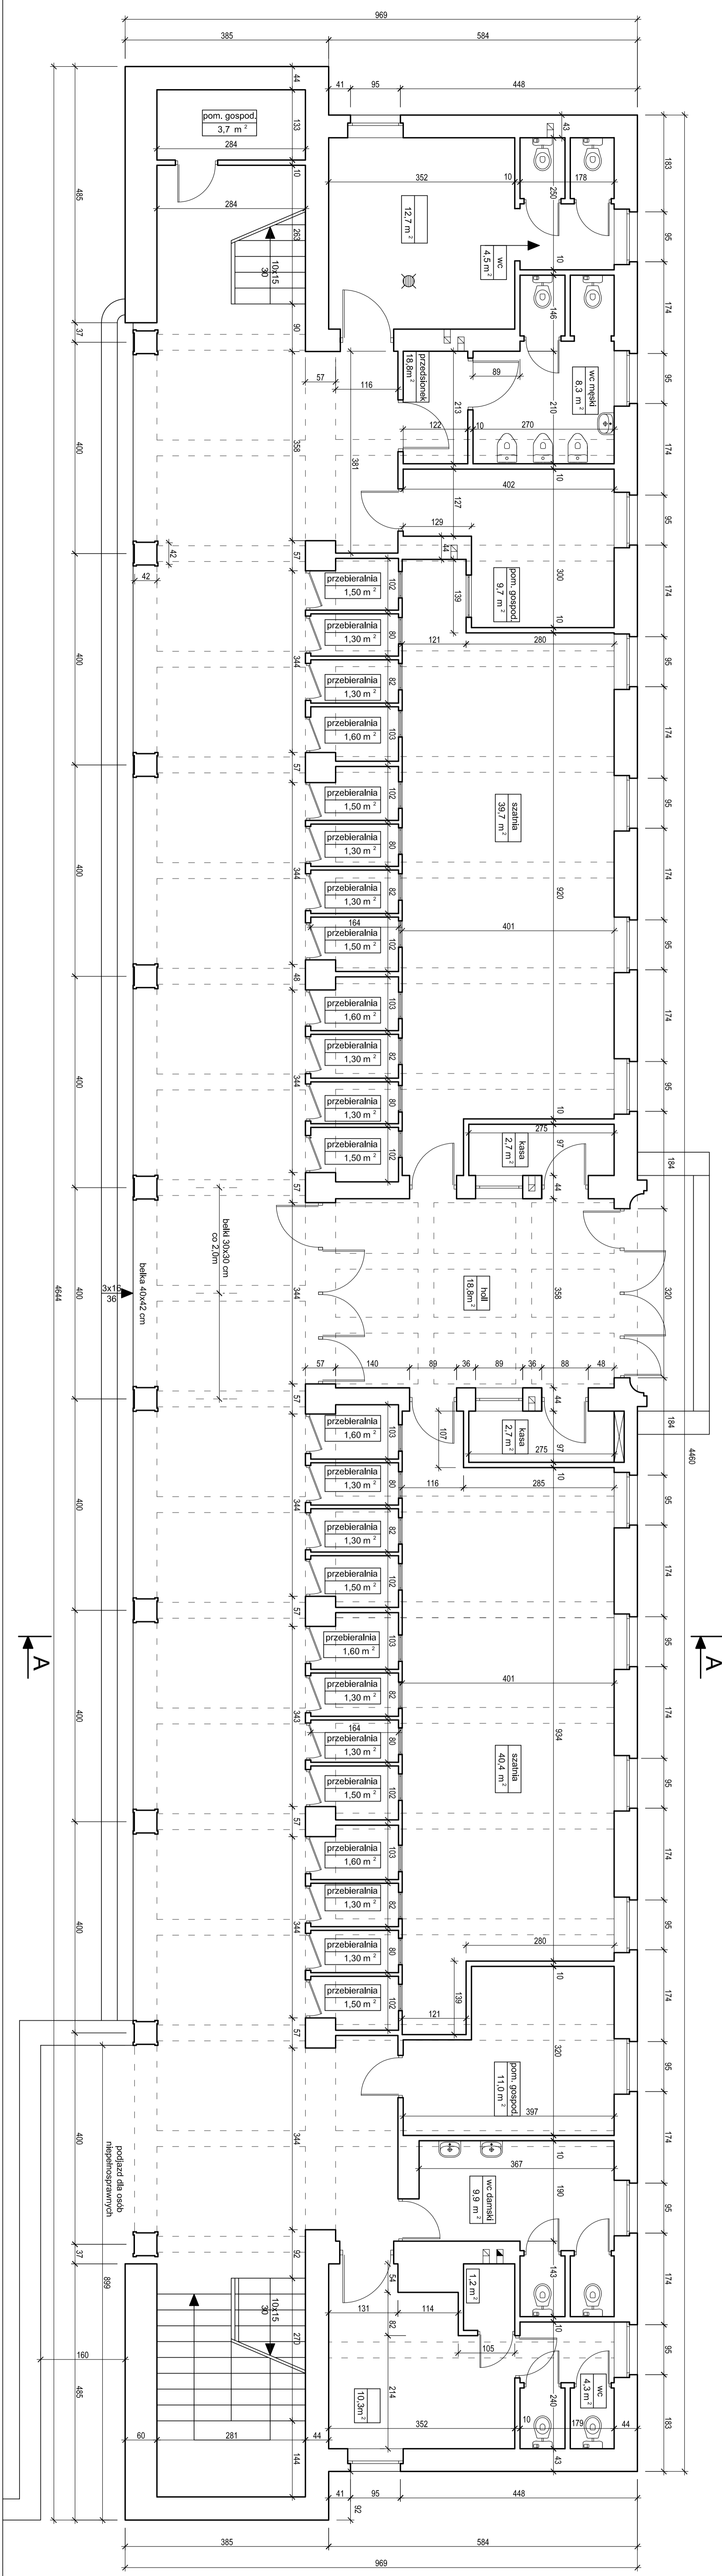 969
385
584
44
41
95
448
pom. gospod.
3,7 m²
133
284
10
284
263
10x15
30
90
485
43
183
352
10
250
178
12,7 m²
wc
4,5 m²
10
95
174
146
37
57
116
przedsionek
18,8m²
89
wc męski
8,3 m²
95
213
210
122
10
270
174
358
381
400
10
402
127
129
95
42
42
57
44
pom. gospod.
9,7 m²
300
174
przebieralnia
1,50 m²
102
139
10
przebieralnia
1,30 m²
80
121
280
344
95
przebieralnia
1,30 m²
82
400
174
przebieralnia
1,60 m²
103
57
95
przebieralnia
1,50 m²
102
szatnia
39,7 m²
przebieralnia
1,30 m²
80
174
344
przebieralnia
1,30 m²
82
920
400
164
401
95
przebieralnia
1,50 m²
102
48
174
przebieralnia
1,60 m²
103
przebieralnia
1,30 m²
82
95
344
przebieralnia
1,30 m²
80
10
400
275
kasa
2,7 m²
97
przebieralnia
1,50 m²
102
184
57
44
belki 30x30 cm
co 2,0m
belka 40x42 cm
3x16
36
4644
400
344
holl
18,8m²
358
320
57
140
89
36
89
36
88
48
57
44
184
przebieralnia
1,60 m²
103
107
kasa
2,7 m²
275
97
4460
10
przebieralnia
1,30 m²
80
116
285
95
344
400
przebieralnia
1,30 m²
82
174
przebieralnia
1,50 m²
102
57
A
A
95
przebieralnia
1,60 m²
103
401
przebieralnia
1,30 m²
82
174
343
400
164
934
przebieralnia
1,30 m²
80
szatnia
40,4 m²
95
przebieralnia
1,50 m²
102
57
174
przebieralnia
1,60 m²
103
przebieralnia
1,30 m²
82
95
344
400
280
przebieralnia
1,30 m²
80
10
przebieralnia
1,50 m²
102
139
121
174
57
320
pom. gospod.
11,0 m²
95
397
400
344
174
10
podjazd dla osób
niepełnosprawnych
367
wc damski
9,9 m²
190
95
92
37
143
174
899
54
1,2 m²
10x15
30
131
114
82
10
270
105
95
160
485
214
240
wc
4,3 m²
10,3m²
352
10
179
44
183
60
281
44
43
144
41
95
448
92
385
584
969